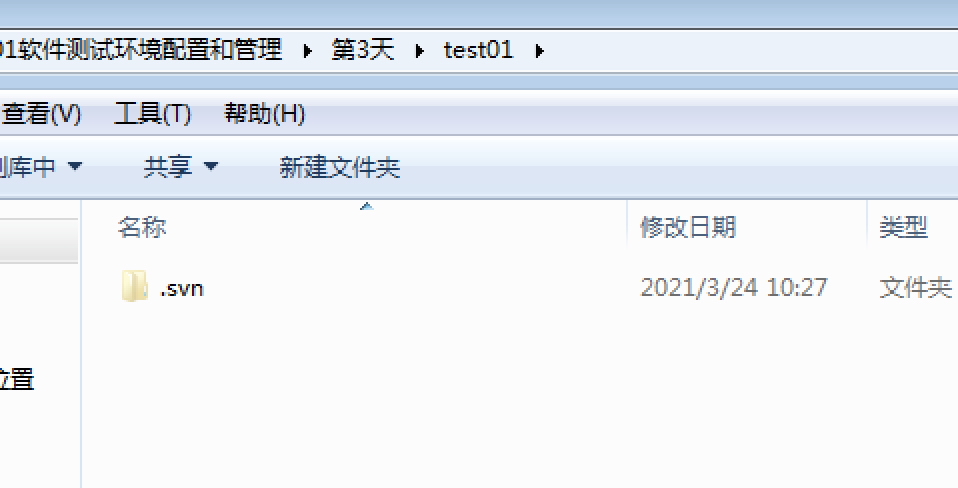 01软件测试环境配置和管理 第3天 test01
查看(V) 工具(T) 帮助(H)
到库中 共享 新建文件夹
名称 修改日期 类型
.svn 2021/3/24 10:27 文件夹
位置